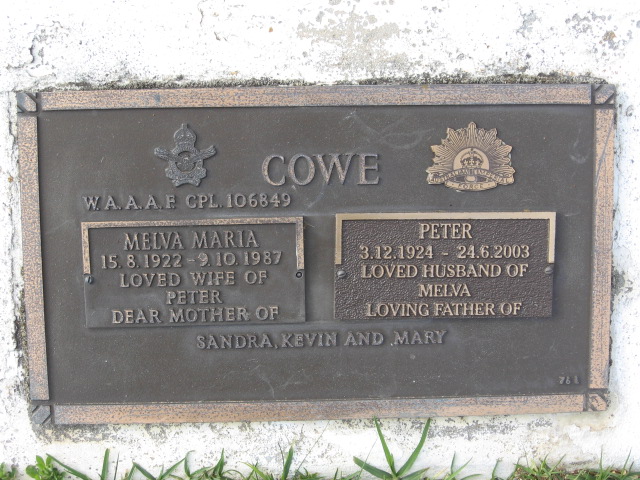 COWE
W.A.A.A.F CPL. 106849
MELVA MARIA
15.8.1922-9.10.1987
LOVED WIFE OF
PETER
DEAR MOTHER OF
PETER
3.12.1924 - 24.6.2003
LOVED HUSBAND OF
MELVA
LOVING FATHER OF
SANDRA, KEVIN AND MARY